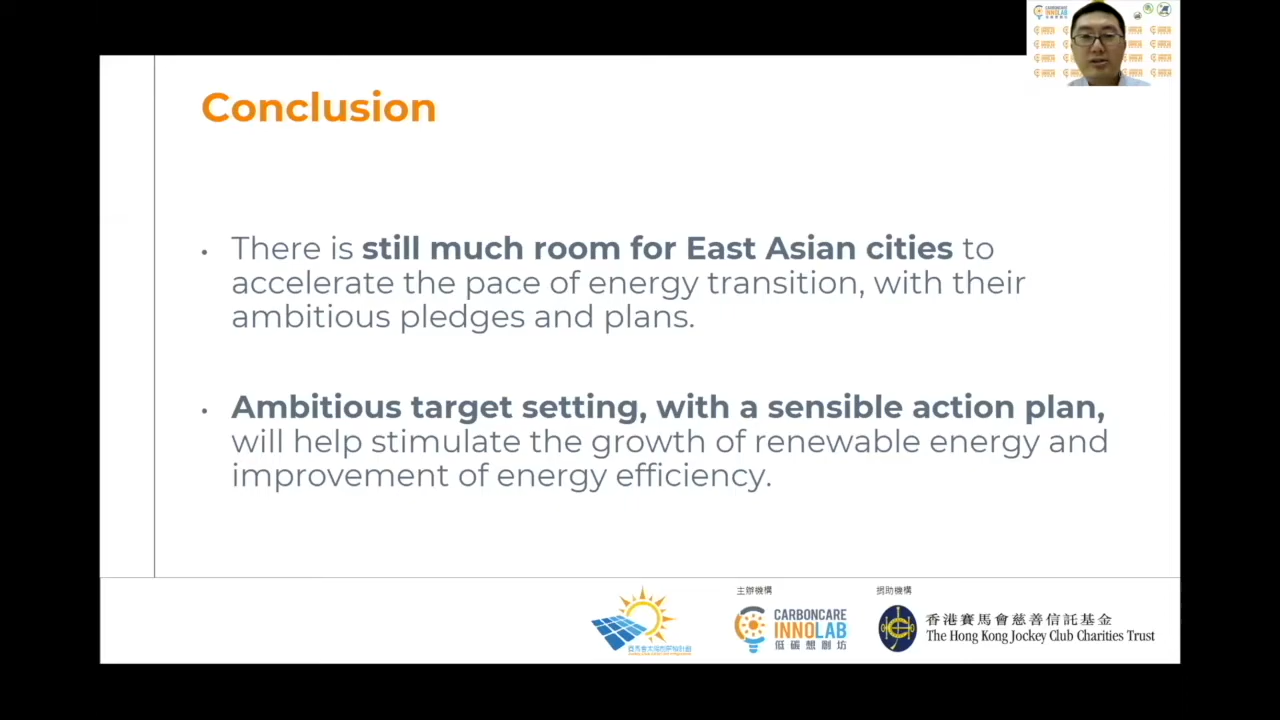 CARBONCARE
INNOLAB
Conclusion
• There is still much room for East Asian cities to
accelerate the pace of energy transition, with their
ambitious pledges and plans.
• Ambitious target setting, with a sensible action plan,
will help stimulate the growth of renewable energy and
improvement of energy efficiency.
主辦機構
CARBONCARE
INNOLAB
低碳想創坊
捐助機構
香港賽馬會慈善信託基金
The Hong Kong Jockey Club Charities Trust